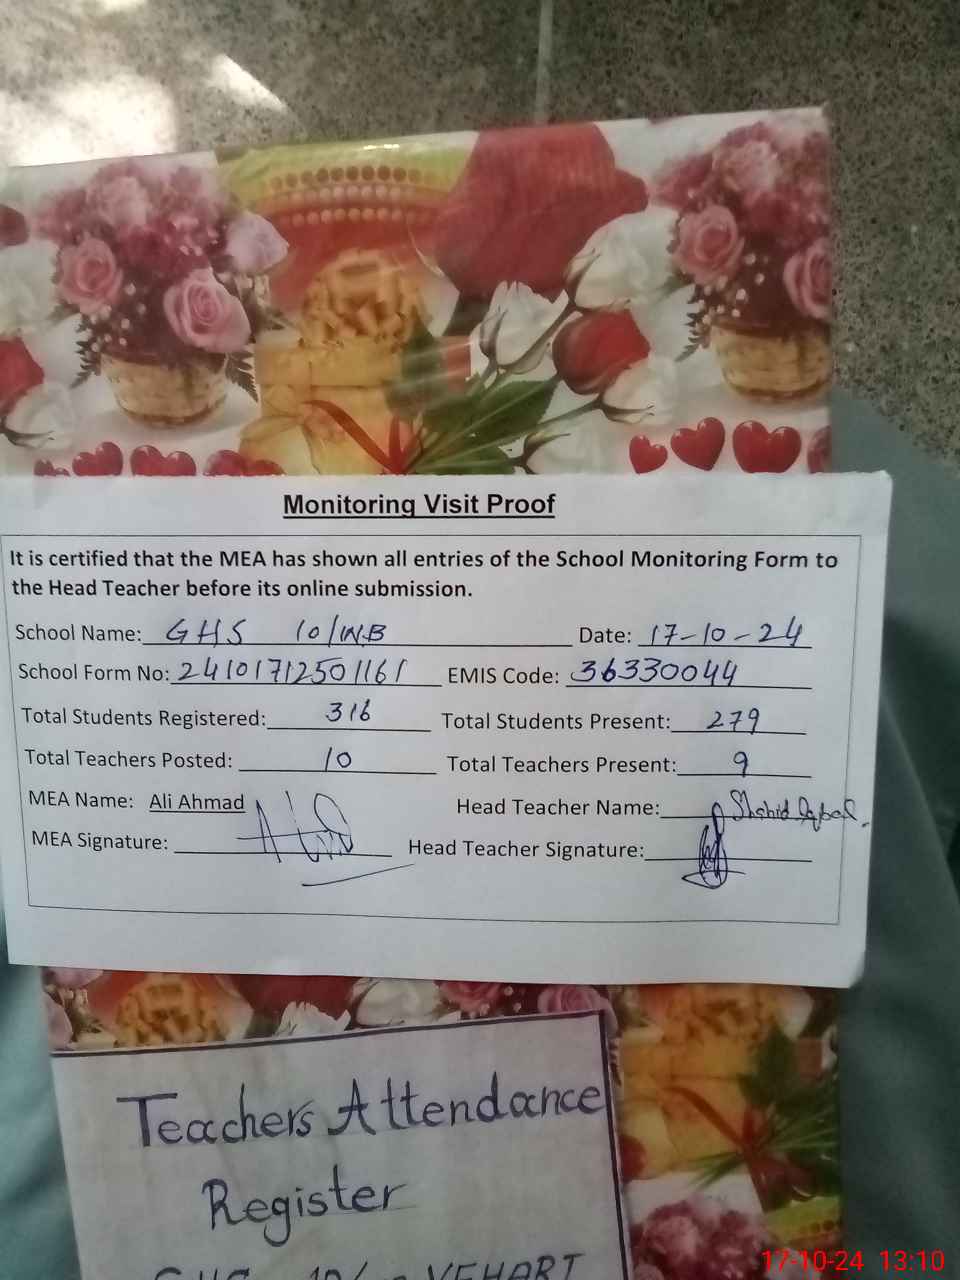 Monitoring Visit Proof
It is certified that the MEA has shown all entries of the School Monitoring Form to
the Head Teacher before its online submission.
School Name: GHS 10/W.B Date: 17-10-24
School Form No: 24101712501161 EMIS Code: 36330044
Total Students Registered: 316 Total Students Present: 279
Total Teachers Posted: 10 Total Teachers Present: 9
MEA Name: Ali Ahmad Head Teacher Name: Shahid Iqbal.
MEA Signature: Head Teacher Signature:
Teachers Attendance
Register
VEHARI
17-10-24 13:10